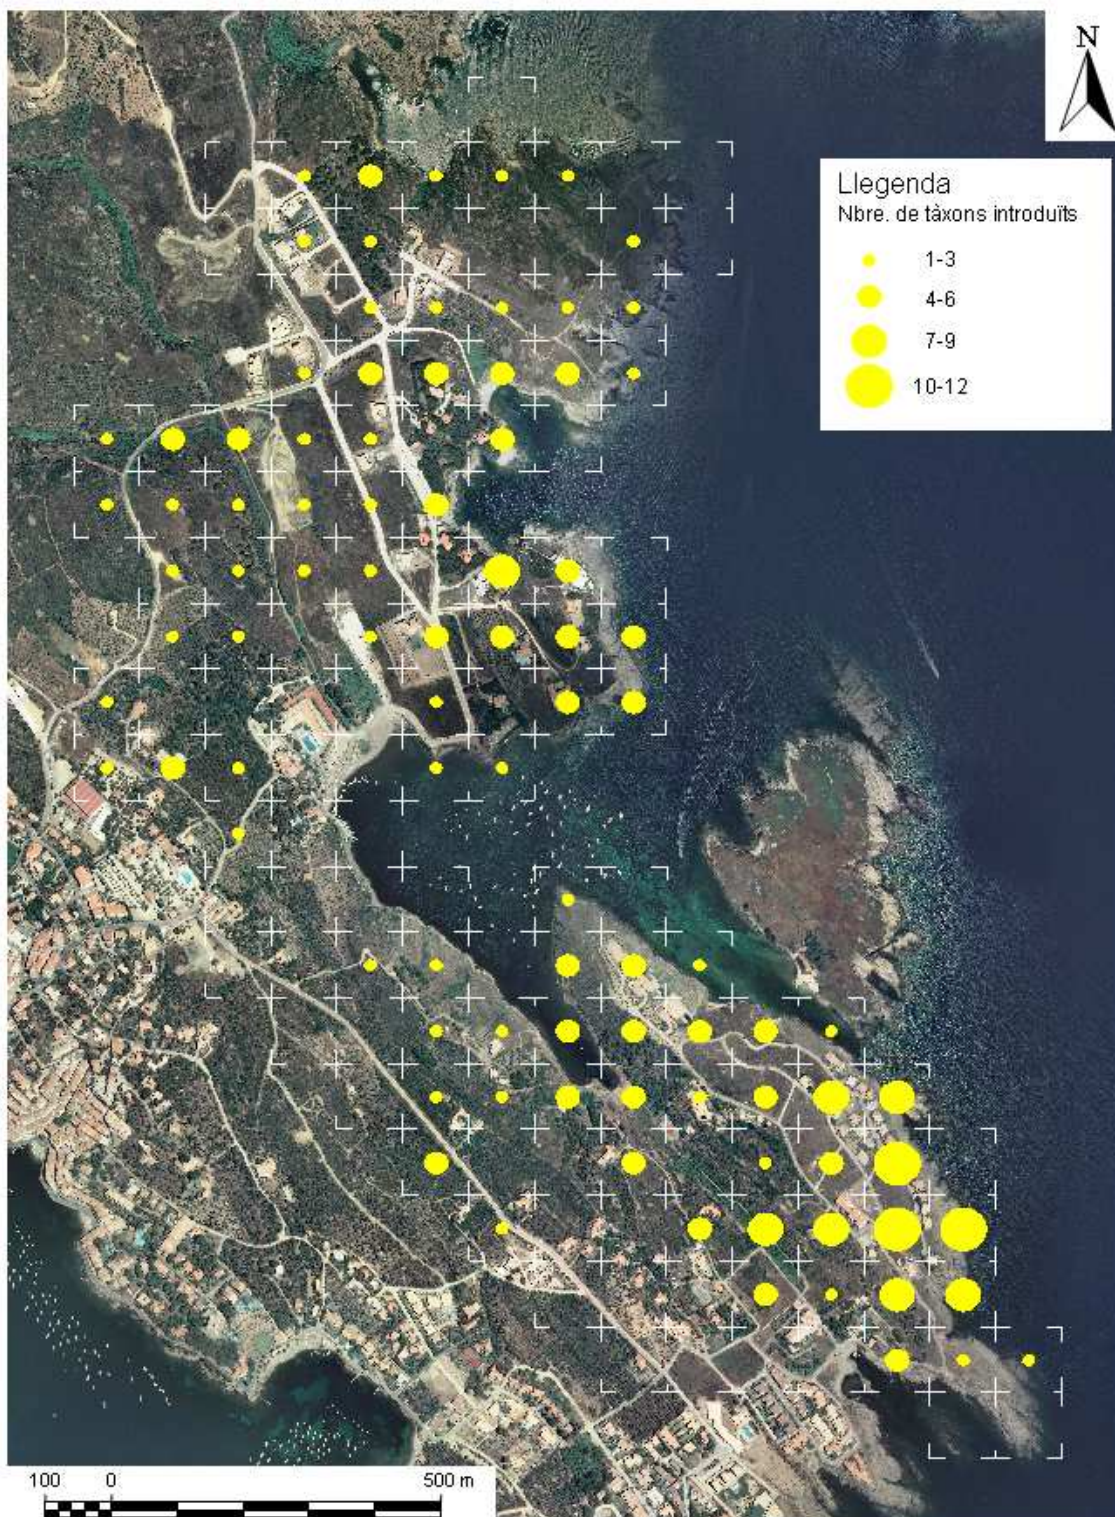 N
Llegenda
Nbre. de tàxons introduïts
1-3
4-6
7-9
10-12
100 0 500 m